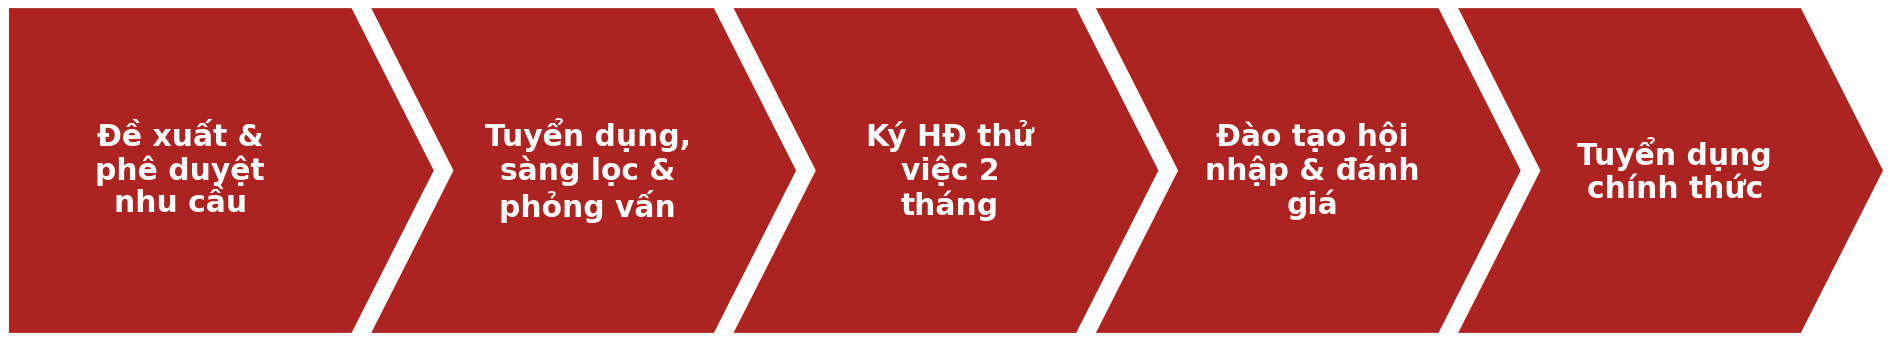 Đề xuất &
phê duyệt
nhu cầu
Tuyển dụng,
sàng lọc &
phỏng vấn
Ký HĐ thử
việc 2
tháng
Đào tạo hội
nhập & đánh
giá
Tuyển dụng
chính thức